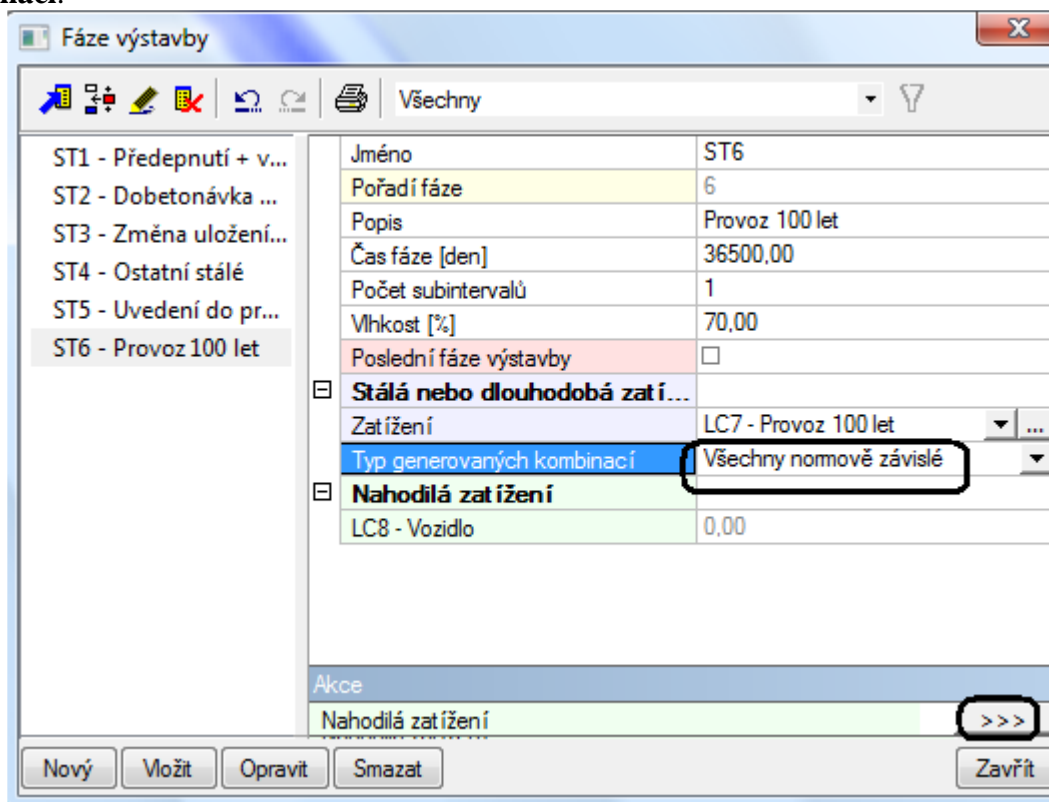 Fáze výstavby
Všechny
ST1 - Předepnutí + v...
ST2 - Dobetonávka ...
ST3 - Změna uložení...
ST4 - Ostatní stálé
ST5 - Uvedení do pr...
ST6 - Provoz 100 let
Jméno ST6
Pořadí fáze 6
Popis Provoz 100 let
Čas fáze [den] 36500,00
Počet subintervalů 1
Vlhkost [%] 70,00
Poslední fáze výstavby
Stálá nebo dlouhodobá zatí...
Zatížení LC7 - Provoz 100 let ...
Typ generovaných kombinací Všechny normově závislé
Nahodilá zatížení
LC8 - Vozidlo 0,00
Akce
Nahodilá zatížení >>>
Nový Vložit Opravit Smazat Zavřít